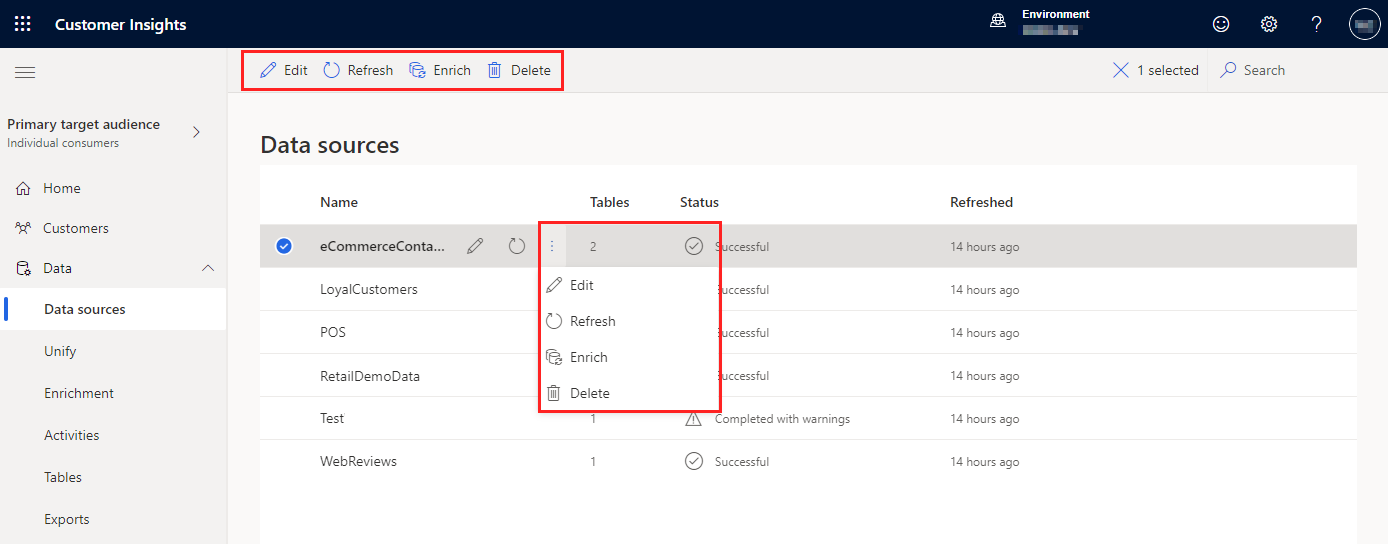 Customer Insights
Environment
Edit Refresh Enrich Delete
1 selected
Search
Primary target audience
Individual consumers
Home
Customers
Data
Data sources
Unify
Enrichment
Activities
Tables
Exports
Data sources
Name Tables Status Refreshed
eCommerceConta... 2 Successful 14 hours ago
LoyalCustomers Successful 14 hours ago
POS Successful 14 hours ago
RetailDemoData Successful 14 hours ago
Test 1 Completed with warnings 14 hours ago
WebReviews 1 Successful 14 hours ago
Edit
Refresh
Enrich
Delete